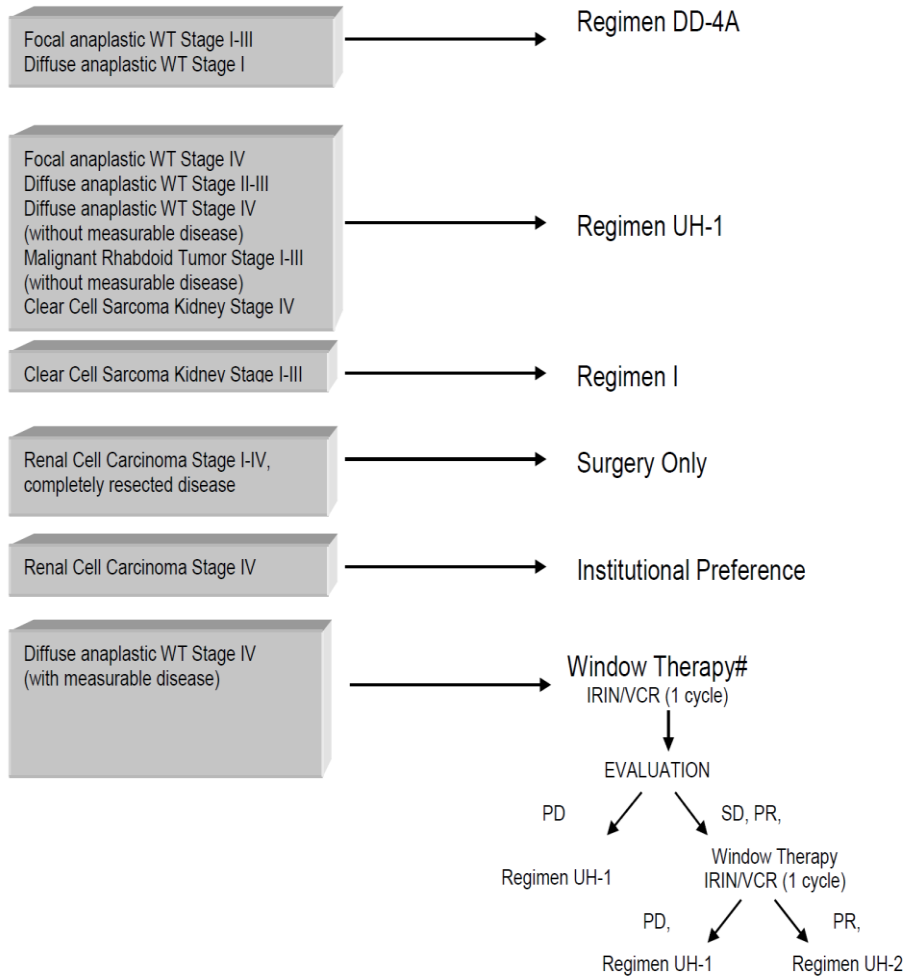 Focal anaplastic WT Stage I-III
Diffuse anaplastic WT Stage I
Regimen DD-4A
Focal anaplastic WT Stage IV
Diffuse anaplastic WT Stage II-III
Diffuse anaplastic WT Stage IV
(without measurable disease)
Malignant Rhabdoid Tumor Stage I-III
(without measurable disease)
Clear Cell Sarcoma Kidney Stage IV
Regimen UH-1
Clear Cell Sarcoma Kidney Stage I-III
Regimen I
Renal Cell Carcinoma Stage I-IV,
completely resected disease
Surgery Only
Renal Cell Carcinoma Stage IV
Institutional Preference
Diffuse anaplastic WT Stage IV
(with measurable disease)
Window Therapy#
IRIN/VCR (1 cycle)
EVALUATION
PD
SD, PR,
Regimen UH-1
Window Therapy
IRIN/VCR (1 cycle)
PD,
PR,
Regimen UH-1
Regimen UH-2